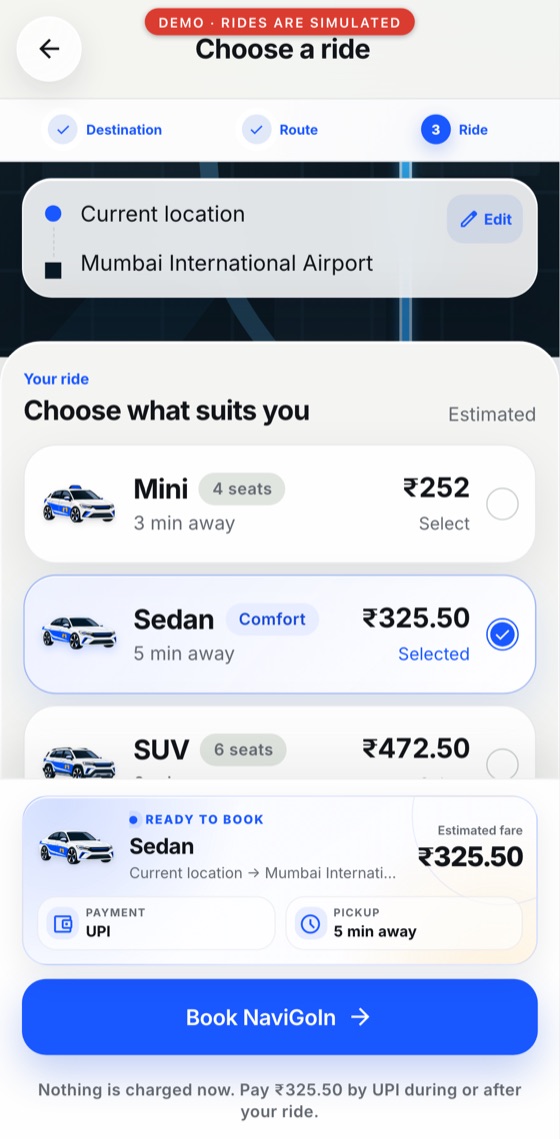 DEMO · RIDES ARE SIMULATED
Choose a ride
Destination
Route
3 Ride
Current location
Edit
Mumbai International Airport
Your ride
Choose what suits you
Estimated
Mini 4 seats ₹252
3 min away Select
Sedan Comfort ₹325.50
5 min away Selected
SUV 6 seats ₹472.50
READY TO BOOK
Estimated fare
Sedan
₹325.50
Current location → Mumbai Internati...
PAYMENT
UPI
PICKUP
5 min away
Book NaviGoIn →
Nothing is charged now. Pay ₹325.50 by UPI during or after
your ride.